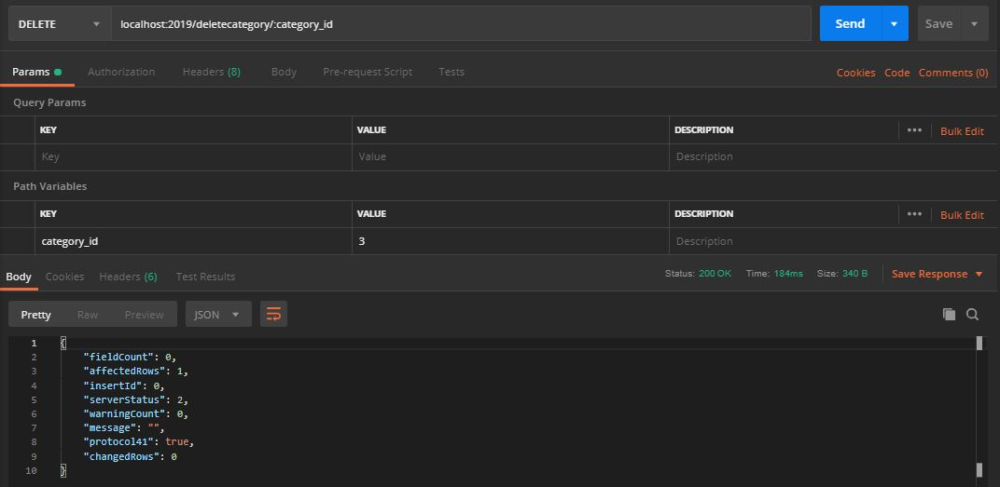 DELETE localhost:2019/deletecategory/:category_id Send Save
Params Authorization Headers (8) Body Pre-request Script Tests Cookies Code Comments (0)
Query Params
KEY VALUE DESCRIPTION ••• Bulk Edit
Key Value Description
Path Variables
KEY VALUE DESCRIPTION ••• Bulk Edit
category_id 3 Description
Body Cookies Headers (6) Test Results Status: 200 OK Time: 184ms Size: 340 B Save Response
Pretty Raw Preview JSON
1 {
2 "fieldCount": 0,
3 "affectedRows": 1,
4 "insertId": 0,
5 "serverStatus": 2,
6 "warningCount": 0,
7 "message": "",
8 "protocol41": true,
9 "changedRows": 0
10 }